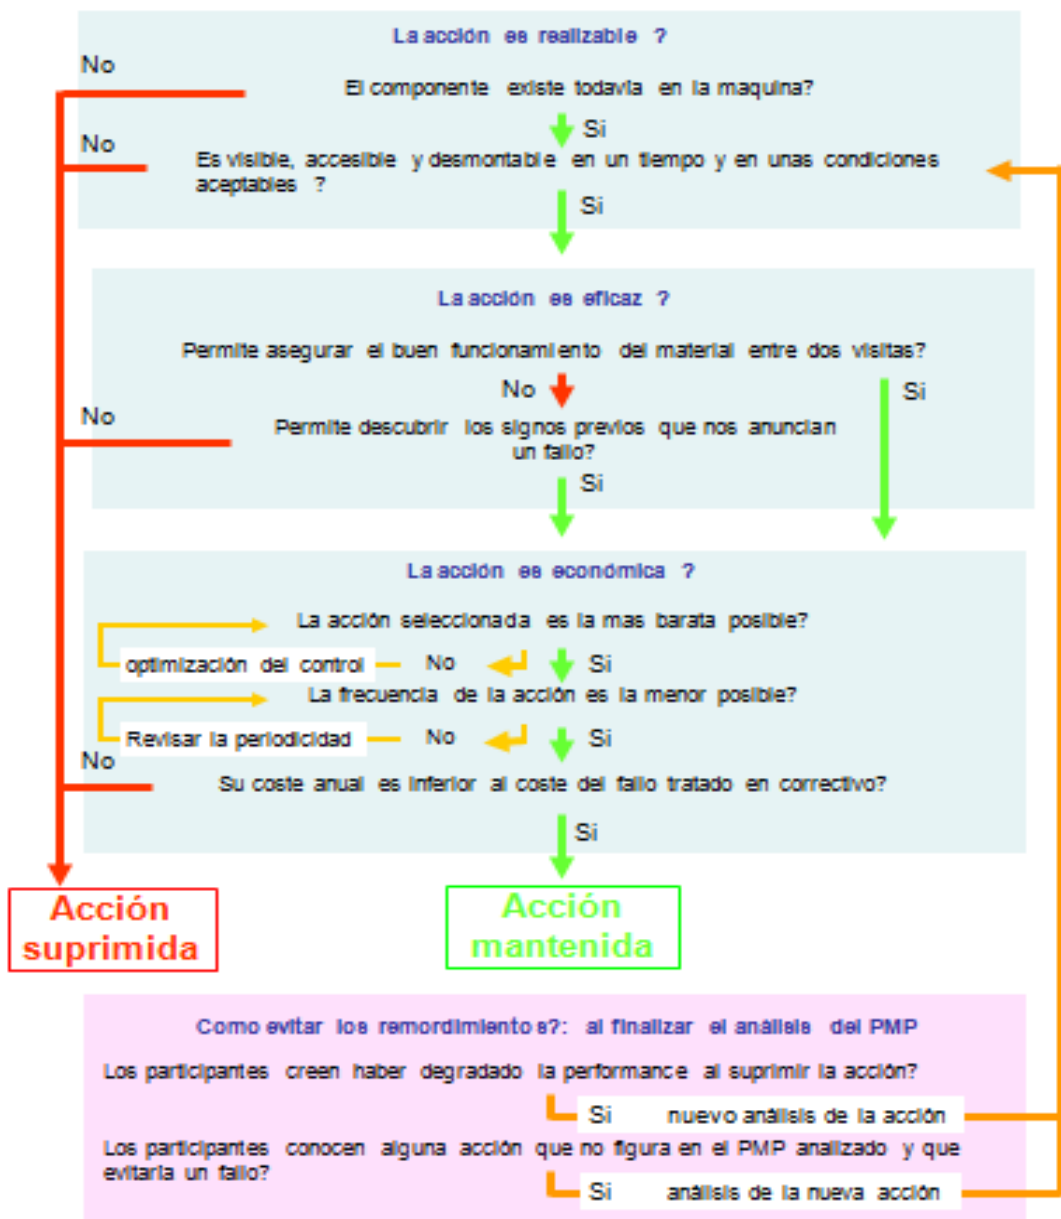 La acción es realizable ?
No
El componente existe todavía en la maquina?
Si
No
Es visible, accesible y desmontable en un tiempo y en unas condiciones
aceptables ?
Si
La acción es eficaz ?
Permite asegurar el buen funcionamiento del material entre dos visitas?
No
Si
No
Permite descubrir los signos previos que nos anuncian
un fallo?
Si
La acción es económica ?
La acción seleccionada es la mas barata posible?
optimización del control
No
Si
La frecuencia de la acción es la menor posible?
Revisar la periodicidad
No
Si
No
Su coste anual es inferior al coste del fallo tratado en correctivo?
Si
Acción
suprimida
Acción
mantenida
Como evitar los remordimientos?: al finalizar el análisis del PMP
Los participantes creen haber degradado la performance al suprimir la acción?
Si nuevo análisis de la acción
Los participantes conocen alguna acción que no figura en el PMP analizado y que
evitaría un fallo?
Si análisis de la nueva acción